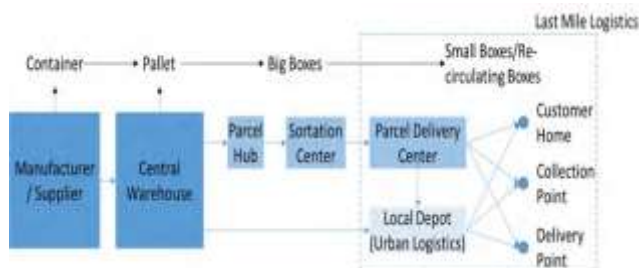 Last Mile Logistics
Container
Pallet
Big Boxes
Small Boxes/Re-
circulating Boxes
Manufacturer
/ Supplier
Central
Warehouse
Parcel
Hub
Sortation
Center
Parcel Delivery
Center
Local Depot
(Urban Logistics)
Customer
Home
Collection
Point
Delivery
Point